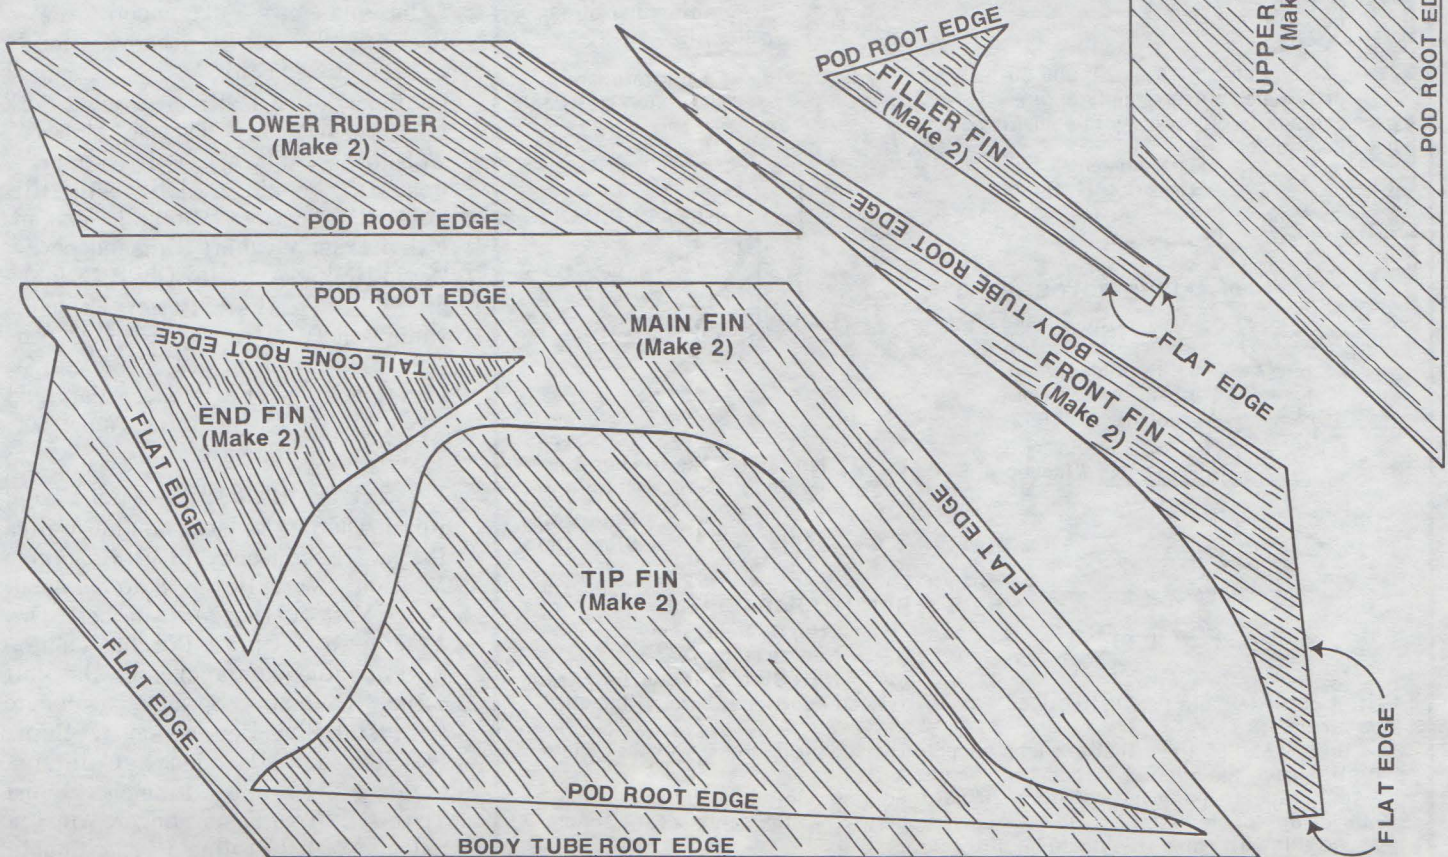 LOWER RUDDER
(Make 2)
POD ROOT EDGE
POD ROOT EDGE
FILLER FIN
(Make 2)
FLAT EDGE
UPPER
POD ROOT
BODY TUBE ROOT EDGE
FRONT FIN
(Make 2)
FLAT EDGE
POD ROOT EDGE
MAIN FIN
(Make 2)
FLAT EDGE
TAIL CONE ROOT EDGE
END FIN
(Make 2)
FLAT EDGE
FLAT EDGE
TIP FIN
(Make 2)
POD ROOT EDGE
BODY TUBE ROOT EDGE